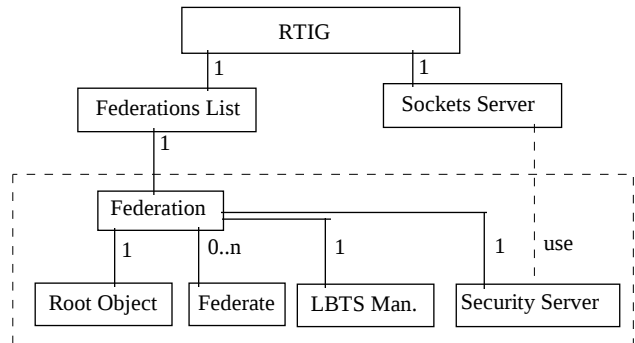 RTIG
1 1
Federations List Sockets Server
1
Federation
1 0..n 1 1 use
Root Object Federate LBTS Man. Security Server